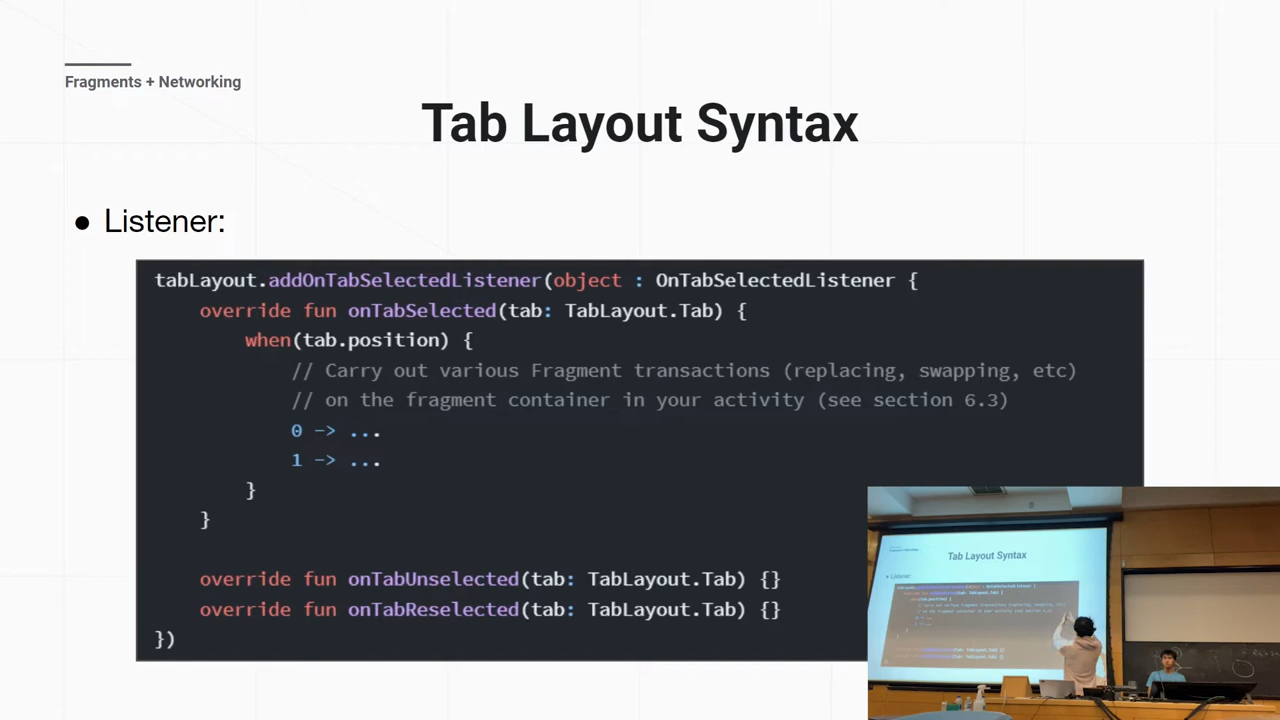 Fragments + Networking
Tab Layout Syntax
● Listener:
tabLayout.addOnTabSelectedListener(object : OnTabSelectedListener {
override fun onTabSelected(tab: TabLayout.Tab) {
when(tab.position) {
// Carry out various Fragment transactions (replacing, swapping, etc)
// on the fragment container in your activity (see section 6.3)
0 -> ...
1 -> ...
}
}
override fun onTabUnselected(tab: TabLayout.Tab) {}
override fun onTabReselected(tab: TabLayout.Tab) {}
})
Tab Layout Syntax
Listener: